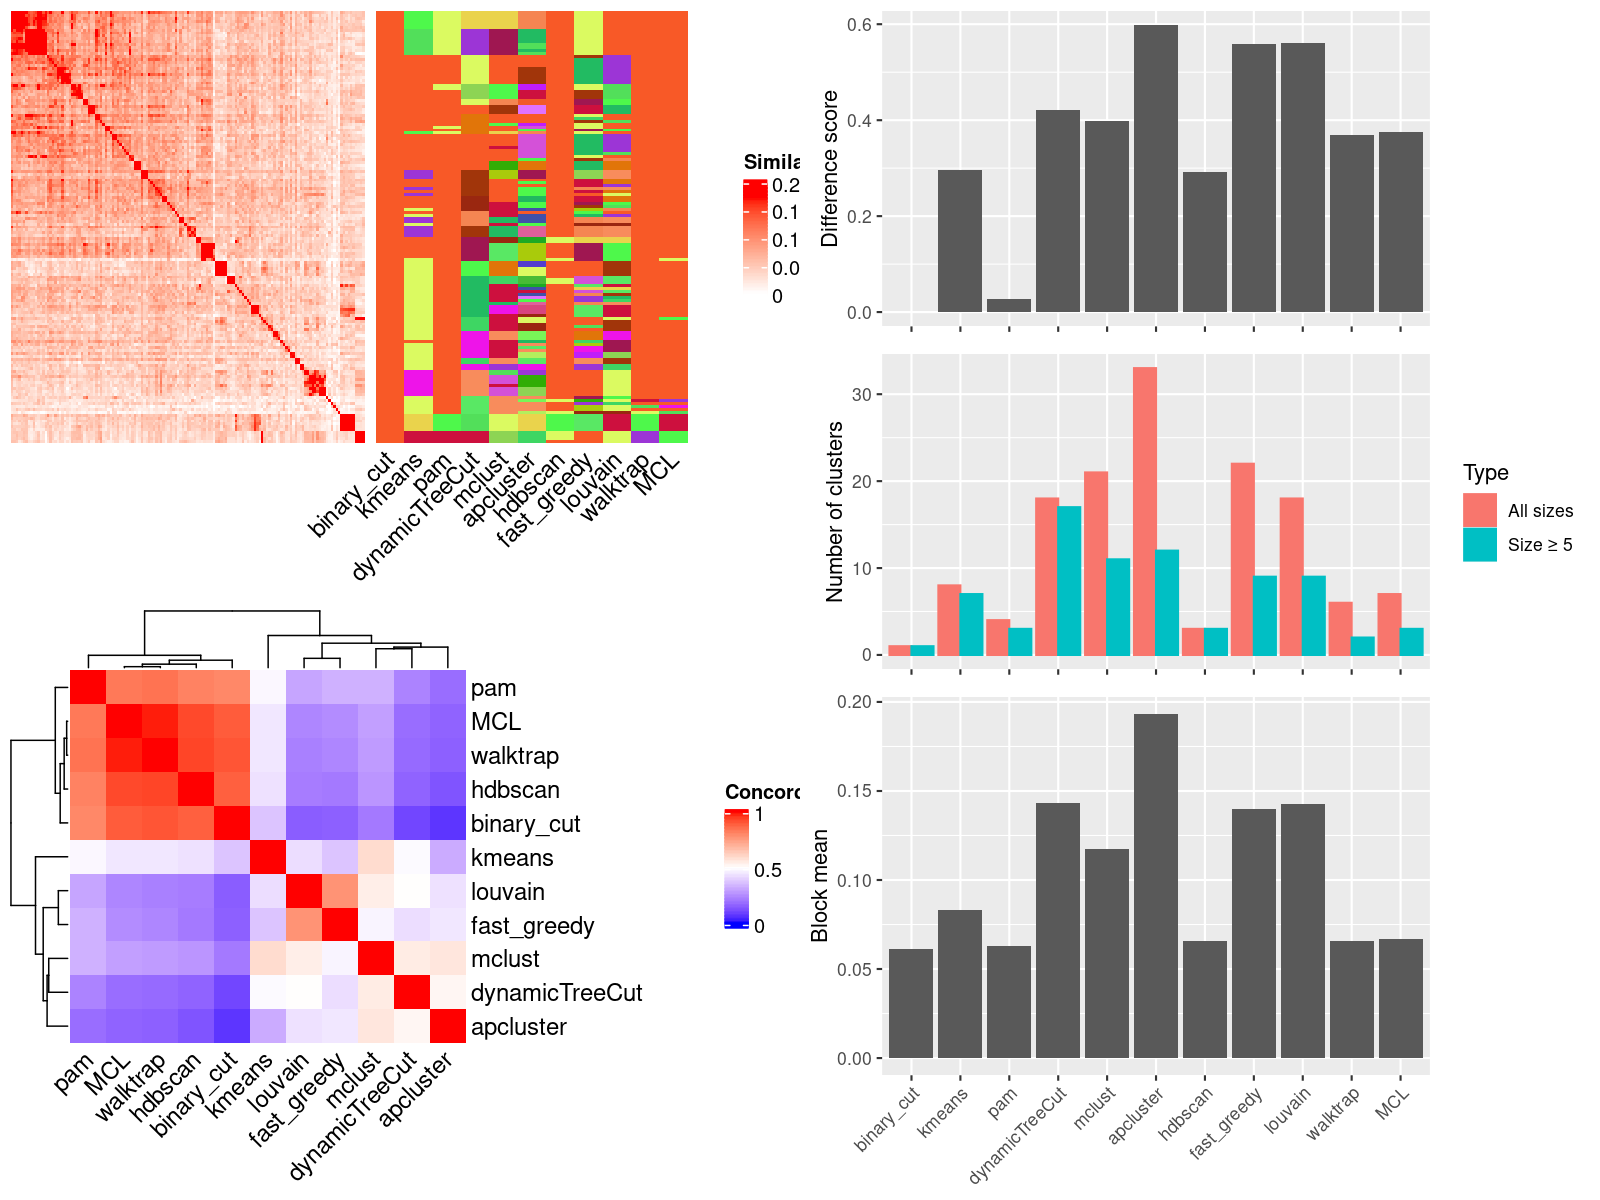 Simila
0.2
0.1
0.1
0.0
0
binary_cut
kmeans
pam
dynamicTreeCut
mclust
apcluster
hdbscan
fast_greedy
louvain
walktrap
MCL
pam
MCL
walktrap
hdbscan
binary_cut
kmeans
louvain
fast_greedy
mclust
dynamicTreeCut
apcluster
pam
MCL
walktrap
hdbscan
binary_cut
kmeans
louvain
fast_greedy
mclust
dynamicTreeCut
apcluster
Concord
1
0.5
0
Difference score
0.6
0.4
0.2
0.0
Number of clusters
30
20
10
0
Type
All sizes
Size ≥ 5
Block mean
0.20
0.15
0.10
0.05
0.00
binary_cut
kmeans
pam
dynamicTreeCut
mclust
apcluster
hdbscan
fast_greedy
louvain
walktrap
MCL